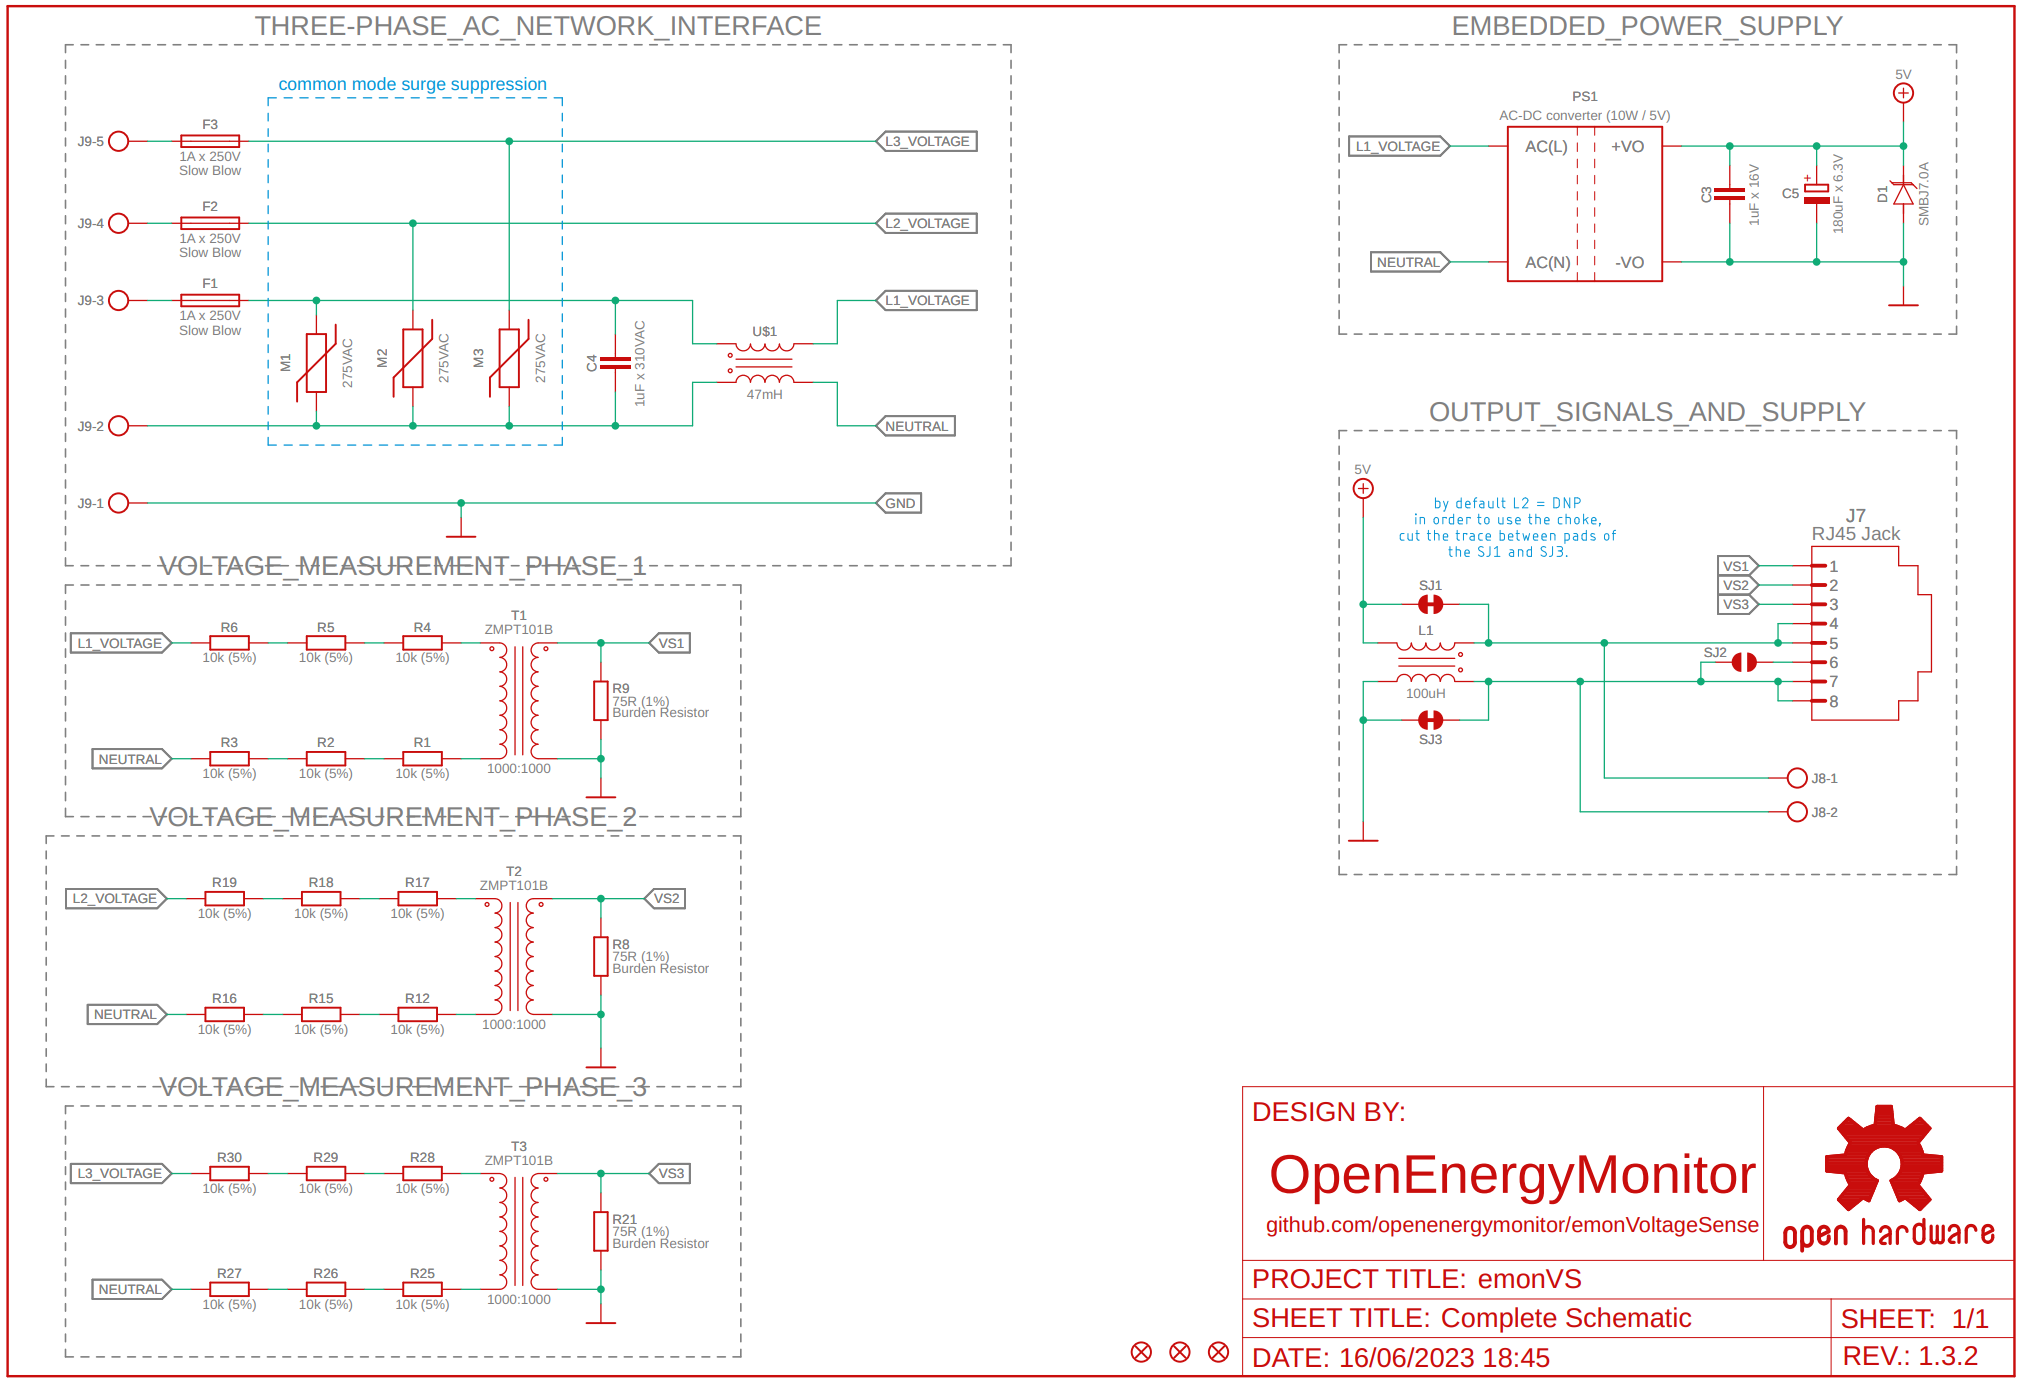 THREE-PHASE_AC_NETWORK_INTERFACE
common mode surge suppression
J9-5
F3
1A x 250V
Slow Blow
L3_VOLTAGE
J9-4
F2
1A x 250V
Slow Blow
L2_VOLTAGE
J9-3
F1
1A x 250V
Slow Blow
L1_VOLTAGE
M1
275VAC
M2
275VAC
M3
275VAC
C4
1uF x 310VAC
U$1
47mH
J9-2
NEUTRAL
J9-1
GND
VOLTAGE_MEASUREMENT_PHASE_1
L1_VOLTAGE
R6
10k (5%)
R5
10k (5%)
R4
10k (5%)
T1
ZMPT101B
VS1
R9
75R (1%)
Burden Resistor
NEUTRAL
R3
10k (5%)
R2
10k (5%)
R1
10k (5%)
1000:1000
VOLTAGE_MEASUREMENT_PHASE_2
L2_VOLTAGE
R19
10k (5%)
R18
10k (5%)
R17
10k (5%)
T2
ZMPT101B
VS2
R8
75R (1%)
Burden Resistor
NEUTRAL
R16
10k (5%)
R15
10k (5%)
R12
10k (5%)
1000:1000
VOLTAGE_MEASUREMENT_PHASE_3
L3_VOLTAGE
R30
10k (5%)
R29
10k (5%)
R28
10k (5%)
T3
ZMPT101B
VS3
R21
75R (1%)
Burden Resistor
NEUTRAL
R27
10k (5%)
R26
10k (5%)
R25
10k (5%)
1000:1000
EMBEDDED_POWER_SUPPLY
PS1
AC-DC converter (10W / 5V)
L1_VOLTAGE
AC(L)
+VO
NEUTRAL
AC(N)
-VO
C3
1uF x 16V
C5
+
180uF x 6.3V
5V
D1
SMBJ7.0A
OUTPUT_SIGNALS_AND_SUPPLY
5V
by default L2 = DNP
in order to use the choke,
cut the trace between pads of
the SJ1 and SJ3.
SJ1
L1
100uH
SJ3
SJ2
J7
RJ45 Jack
VS1
VS2
VS3
1
2
3
4
5
6
7
8
J8-1
J8-2
DESIGN BY:
OpenEnergyMonitor
github.com/openenergymonitor/emonVoltageSense
open hardware
PROJECT TITLE: emonVS
SHEET TITLE: Complete Schematic
SHEET: 1/1
DATE: 16/06/2023 18:45
REV.: 1.3.2